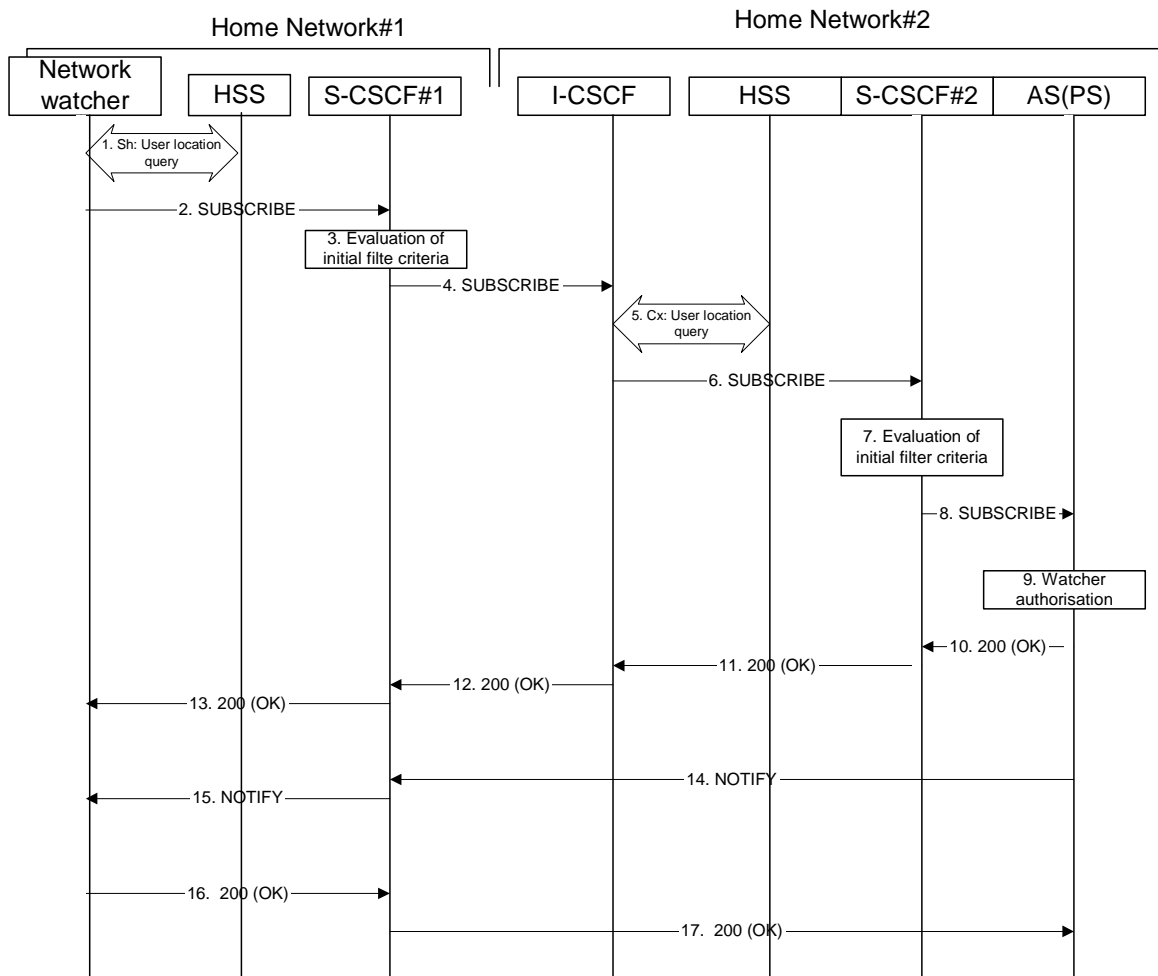 Home Network#1
Home Network#2
Network
watcher
HSS
S-CSCF#1
I-CSCF
HSS
S-CSCF#2
AS(PS)
1. Sh: User location
query
2. SUBSCRIBE
3. Evaluation of
initial filte criteria
4. SUBSCRIBE
5. Cx: User location
query
6. SUBSCRIBE
7. Evaluation of
initial filter criteria
8. SUBSCRIBE
9. Watcher
authorisation
10. 200 (OK)
11. 200 (OK)
12. 200 (OK)
13. 200 (OK)
14. NOTIFY
15. NOTIFY
16. 200 (OK)
17. 200 (OK)